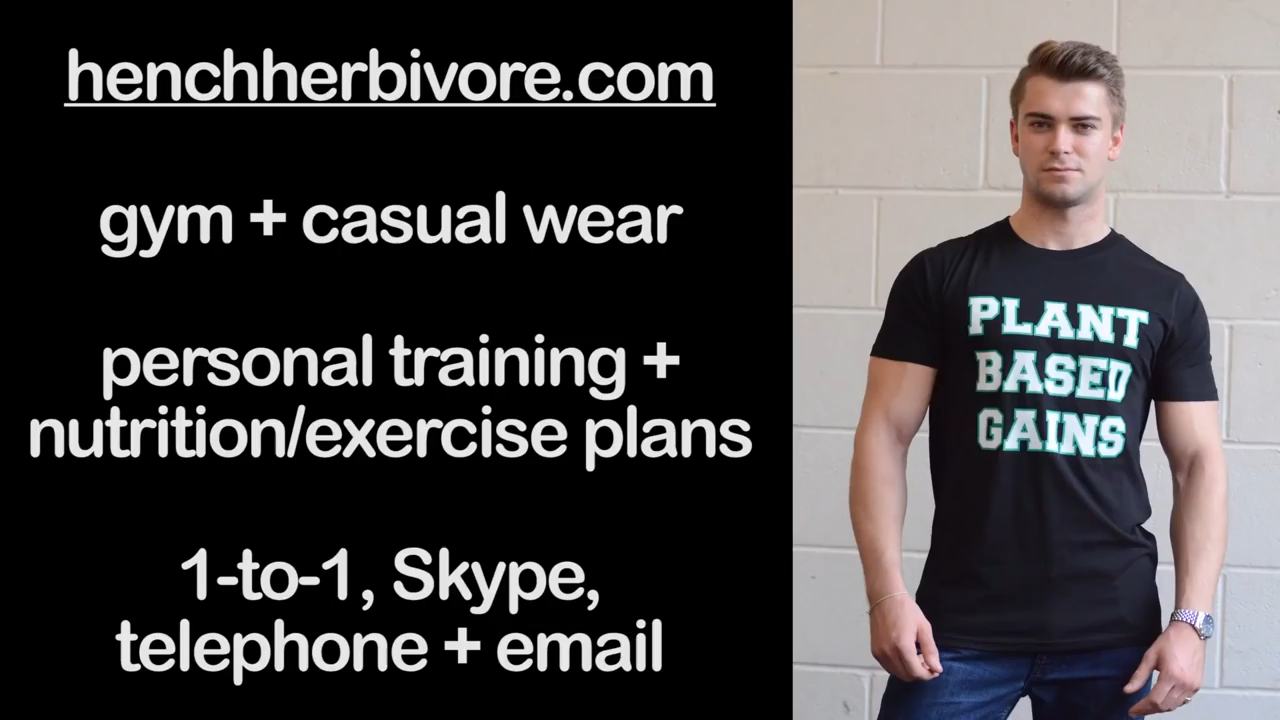 henchherbivore.com
gym + casual wear
personal training +
nutrition/exercise plans
1-to-1, Skype,
telephone + email
PLANT
BASED
GAINS